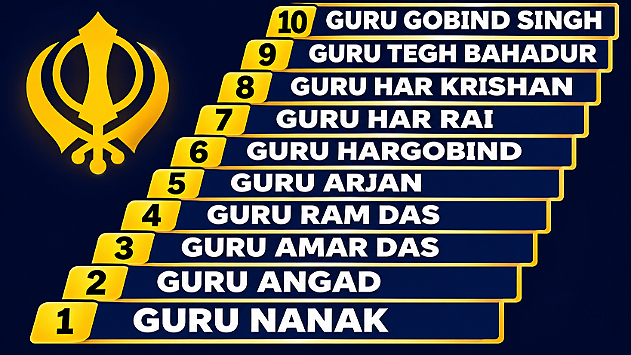 10 GURU GOBIND SINGH
9 GURU TEGH BAHADUR
8 GURU HAR KRISHAN
7 GURU HAR RAI
6 GURU HARGOBIND
5 GURU ARJAN
4 GURU RAM DAS
3 GURU AMAR DAS
2 GURU ANGAD
1 GURU NANAK